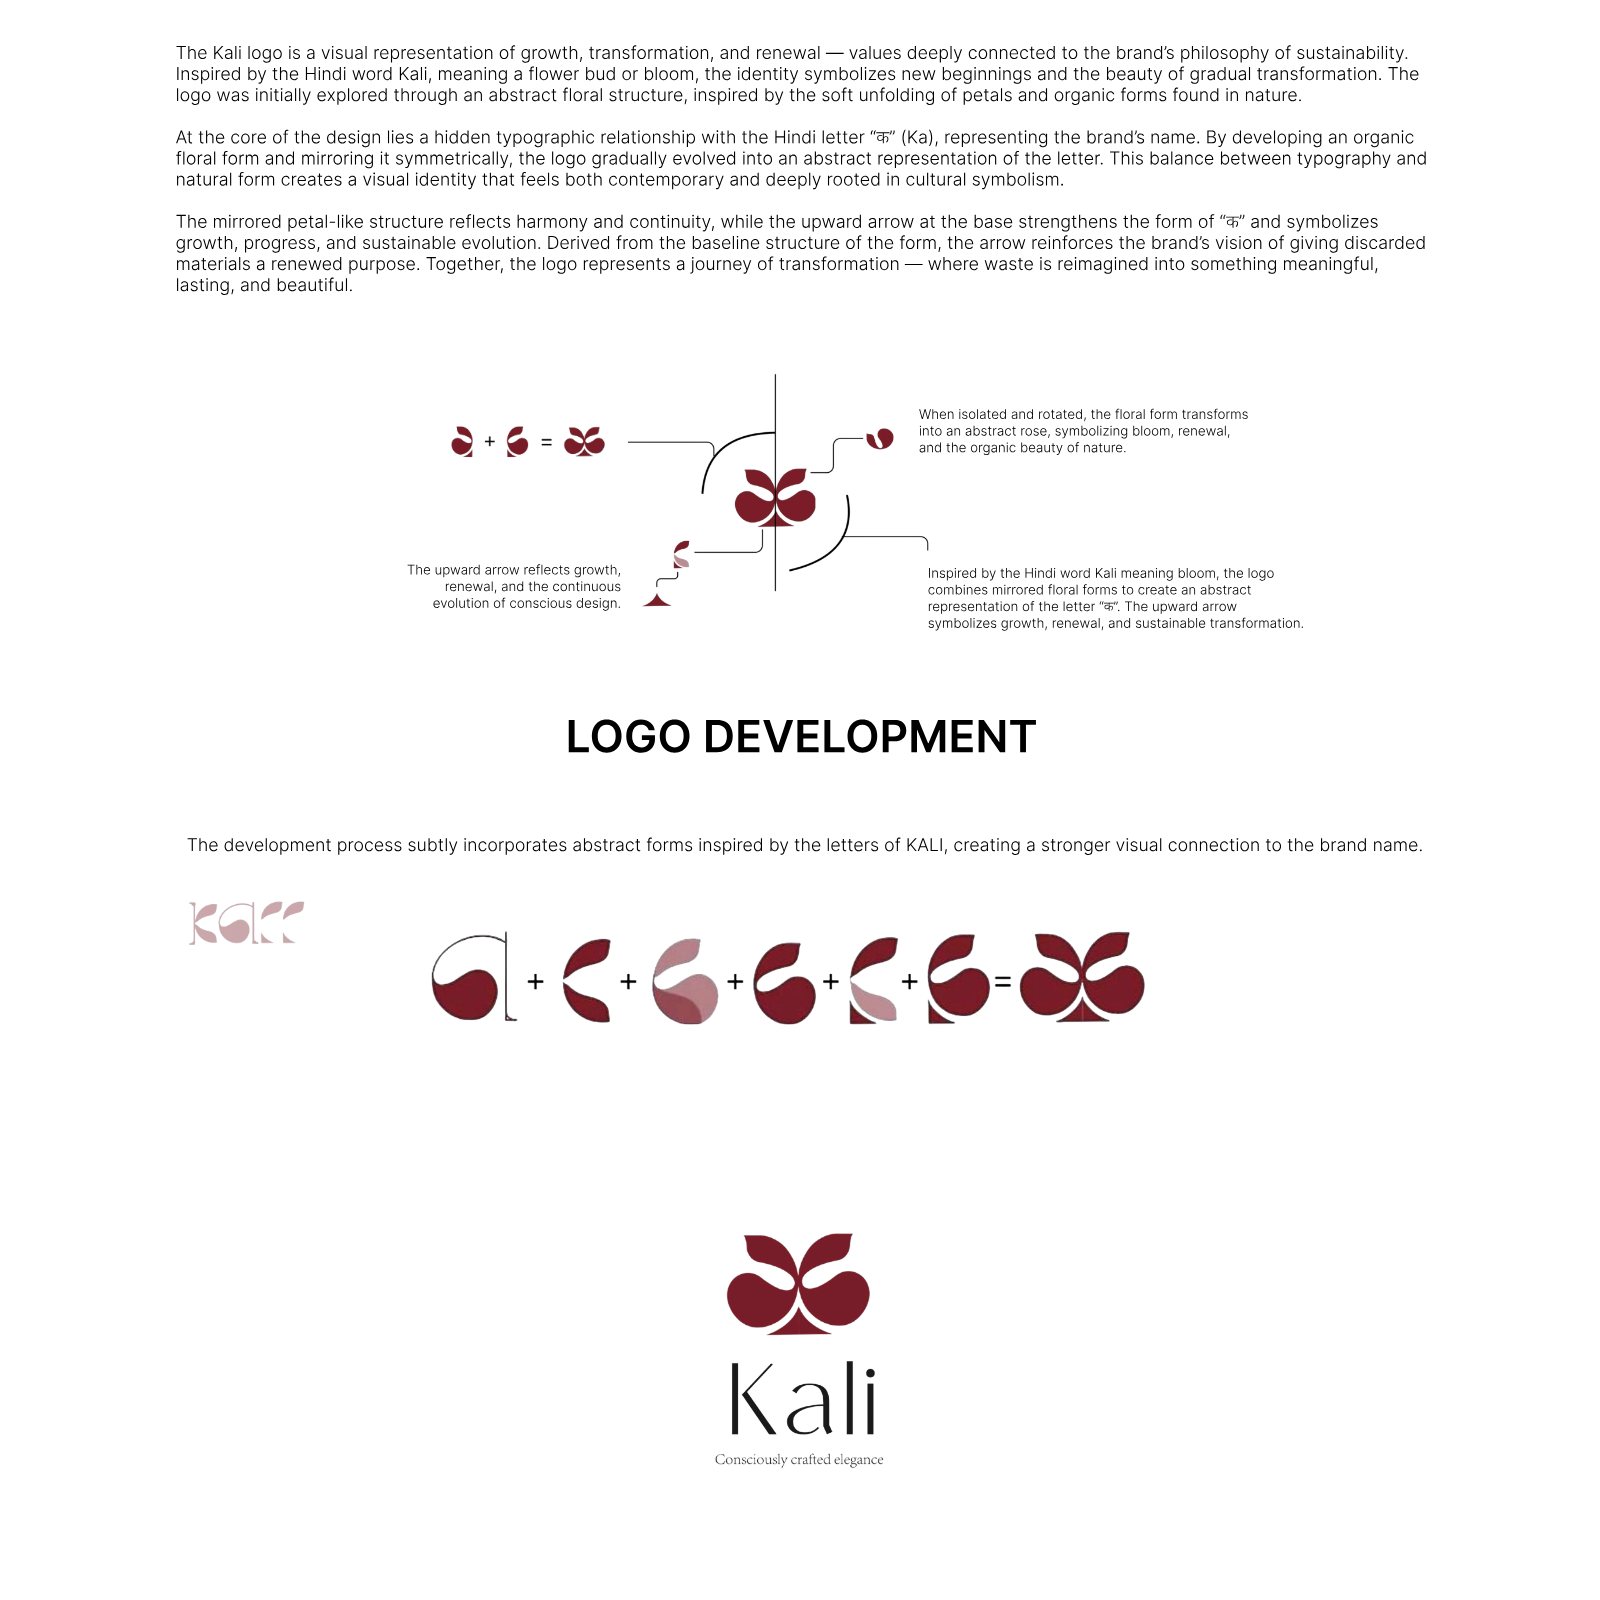 The Kali logo is a visual representation of growth, transformation, and renewal — values deeply connected to the brand’s philosophy of sustainability.
Inspired by the Hindi word Kali, meaning a flower bud or bloom, the identity symbolizes new beginnings and the beauty of gradual transformation. The
logo was initially explored through an abstract floral structure, inspired by the soft unfolding of petals and organic forms found in nature.
At the core of the design lies a hidden typographic relationship with the Hindi letter “क” (Ka), representing the brand’s name. By developing an organic
floral form and mirroring it symmetrically, the logo gradually evolved into an abstract representation of the letter. This balance between typography and
natural form creates a visual identity that feels both contemporary and deeply rooted in cultural symbolism.
The mirrored petal-like structure reflects harmony and continuity, while the upward arrow at the base strengthens the form of “क” and symbolizes
growth, progress, and sustainable evolution. Derived from the baseline structure of the form, the arrow reinforces the brand’s vision of giving discarded
materials a renewed purpose. Together, the logo represents a journey of transformation — where waste is reimagined into something meaningful,
lasting, and beautiful.
+ =
When isolated and rotated, the floral form transforms
into an abstract rose, symbolizing bloom, renewal,
and the organic beauty of nature.
The upward arrow reflects growth,
renewal, and the continuous
evolution of conscious design.
Inspired by the Hindi word Kali meaning bloom, the logo
combines mirrored floral forms to create an abstract
representation of the letter “क”. The upward arrow
symbolizes growth, renewal, and sustainable transformation.
LOGO DEVELOPMENT
The development process subtly incorporates abstract forms inspired by the letters of KALI, creating a stronger visual connection to the brand name.
+ + + + + =
Kali
Consciously crafted elegance